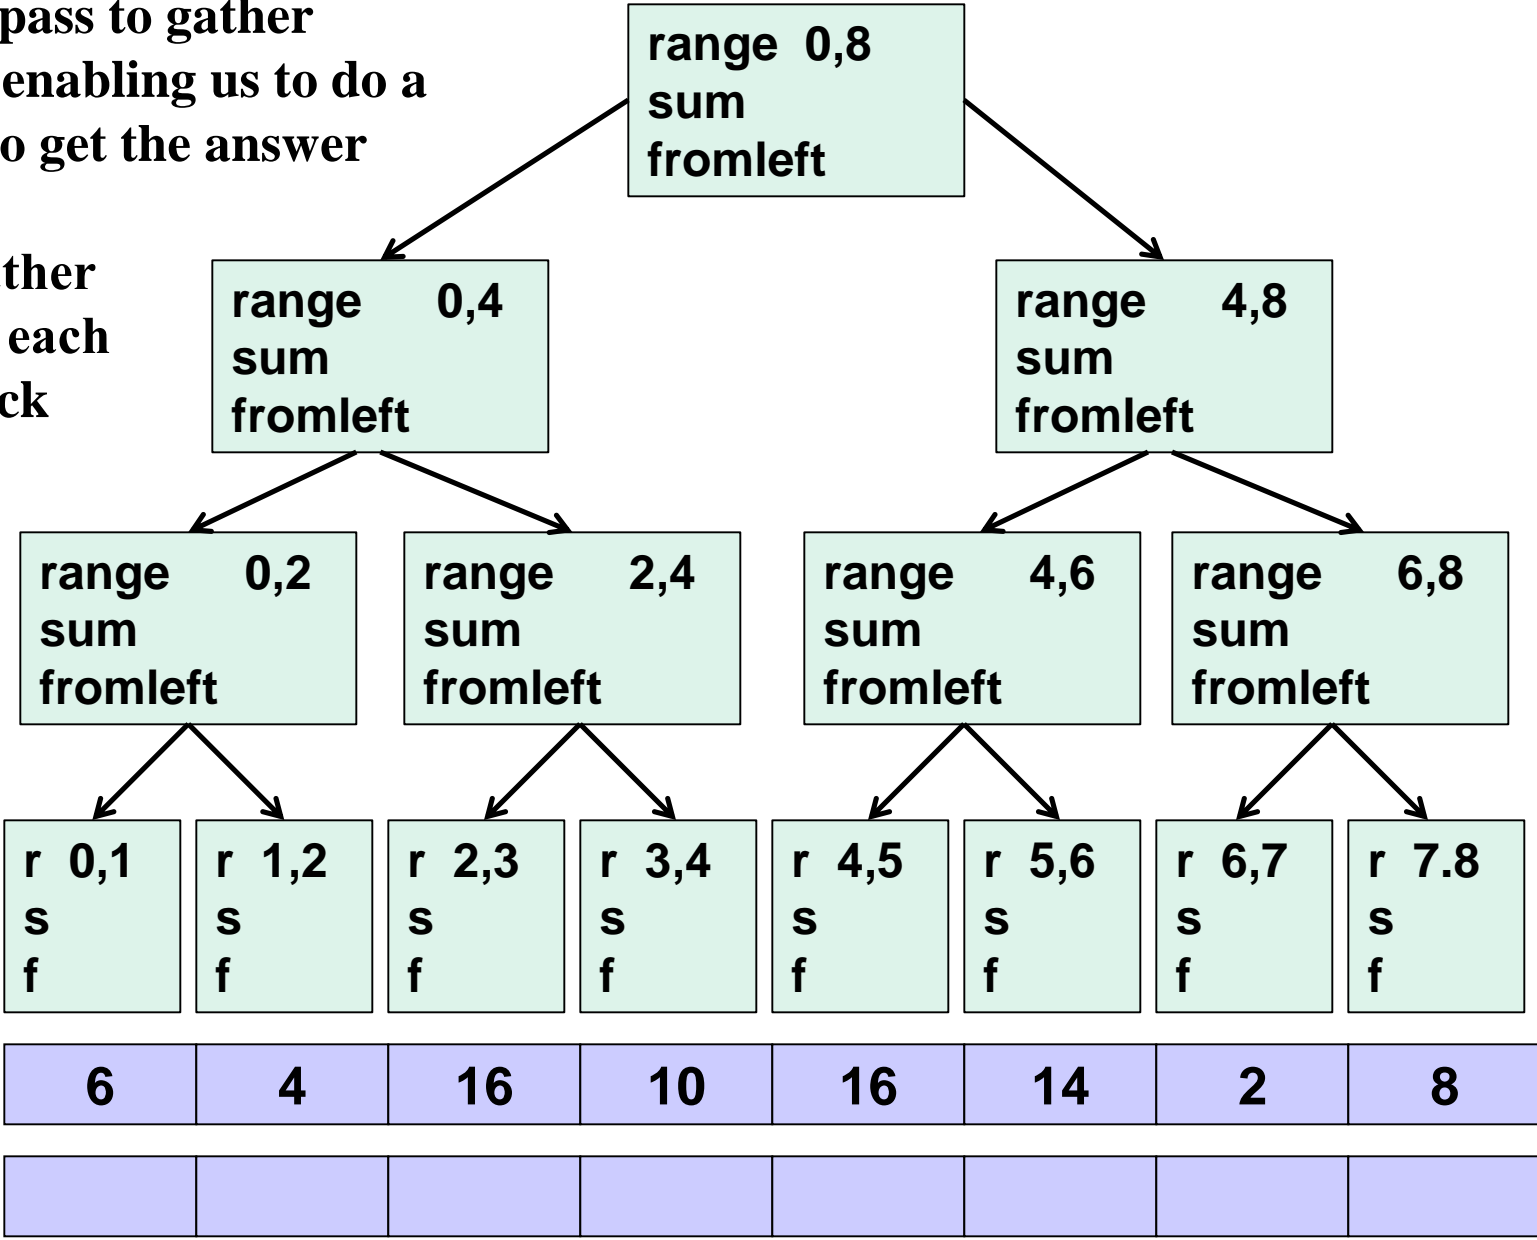 pass to gather
enabling us to do a
o get the answer
ther
each
ck
range 0,8
sum
fromleft
range 0,4
sum
fromleft
range 4,8
sum
fromleft
range 0,2
sum
fromleft
range 2,4
sum
fromleft
range 4,6
sum
fromleft
range 6,8
sum
fromleft
r 0,1
s
f
r 1,2
s
f
r 2,3
s
f
r 3,4
s
f
r 4,5
s
f
r 5,6
s
f
r 6,7
s
f
r 7.8
s
f
6 4 16 10 16 14 2 8